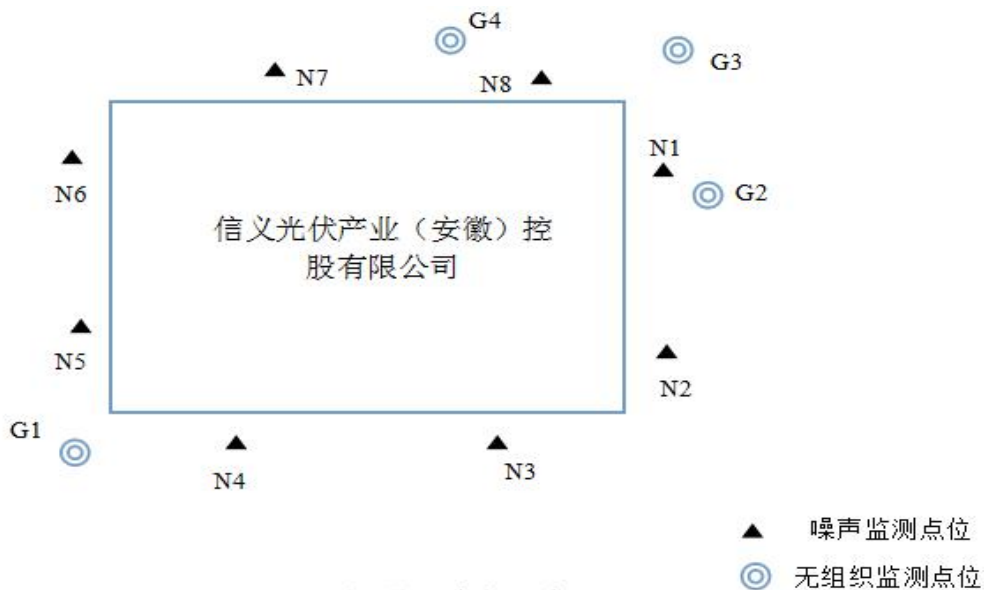 G4
G3
N7
N8
N1
N6
G2
信义光伏产业（安徽）控
股有限公司
N5
N2
G1
N4
N3
噪声监测点位
无组织监测点位